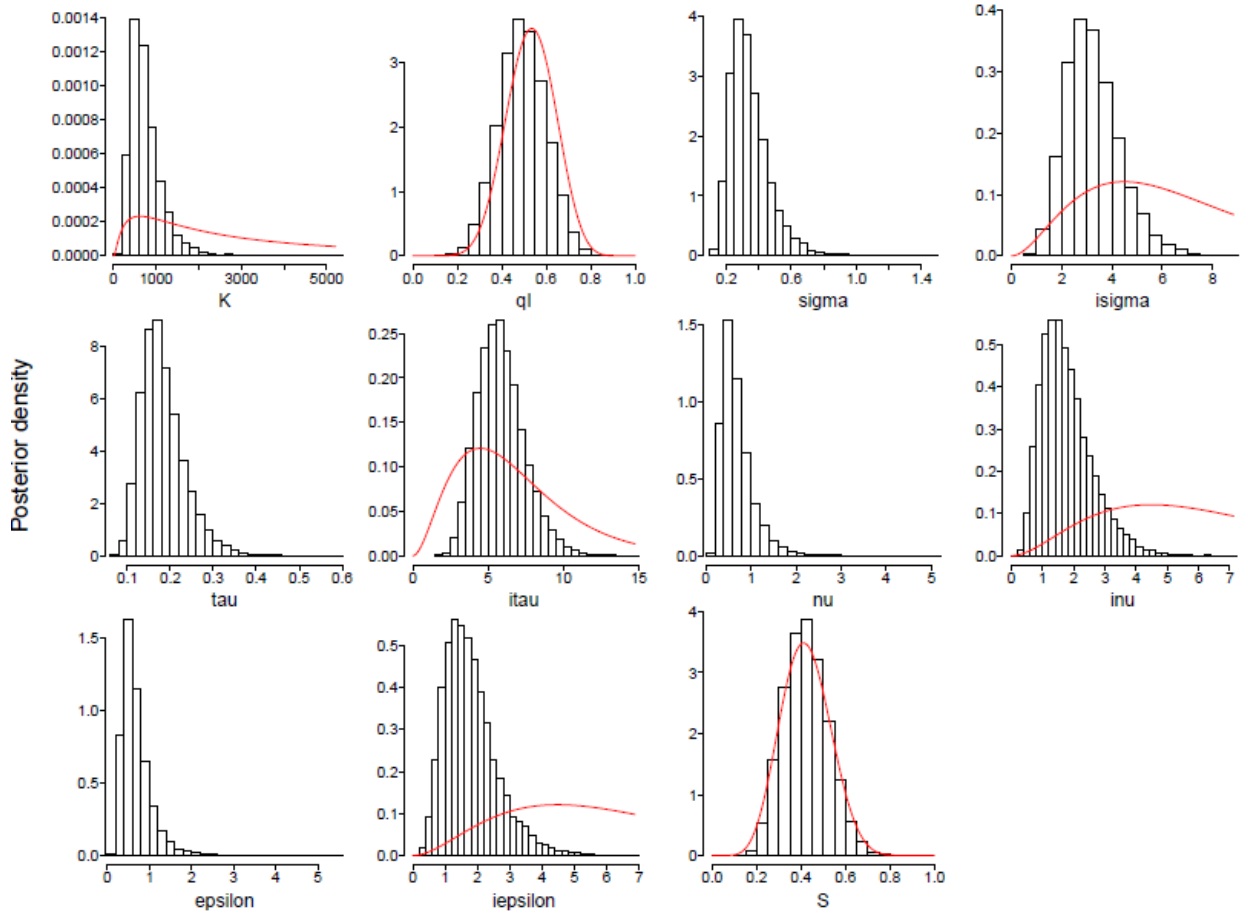 Posterior density
0.0014
0.0012
0.0010
0.0008
0.0006
0.0004
0.0002
0.0000
0 1000 3000 5000
K
3
2
1
0
0.0 0.2 0.4 0.6 0.8 1.0
ql
4
3
2
1
0
0.2 0.6 1.0 1.4
sigma
0.4
0.3
0.2
0.1
0.0
0 2 4 6 8
isigma
8
6
4
2
0
0.1 0.2 0.3 0.4 0.5 0.6
tau
0.25
0.20
0.15
0.10
0.05
0.00
0 5 10 15
itau
1.5
1.0
0.5
0.0
0 1 2 3 4 5
nu
0.5
0.4
0.3
0.2
0.1
0.0
0 1 2 3 4 5 6 7
inu
1.5
1.0
0.5
0.0
0 1 2 3 4 5
epsilon
0.5
0.4
0.3
0.2
0.1
0.0
0 1 2 3 4 5 6 7
iepsilon
4
3
2
1
0
0.0 0.2 0.4 0.6 0.8 1.0
S